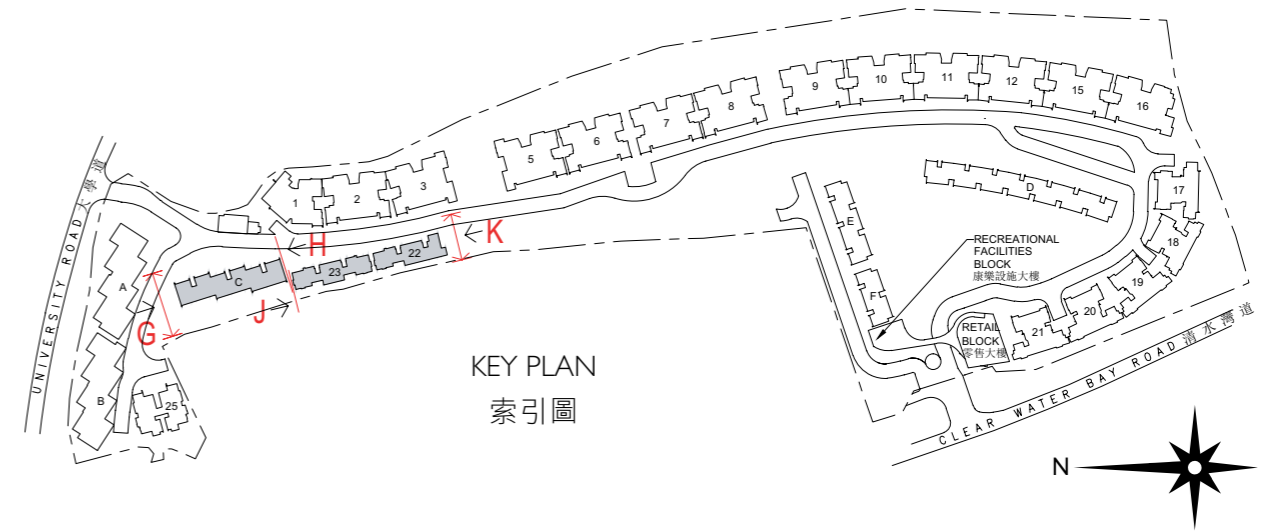 UNIVERSITY ROAD 大學道
A
B
25
G
C
H
J
23
22
K
1
2
3
5
6
7
8
9
10
11
12
15
16
17
18
19
20
21
D
E
F
RECREATIONAL
FACILITIES
BLOCK
康樂設施大樓
RETAIL
BLOCK
零售大樓
CLEAR WATER BAY ROAD 清水灣道
KEY PLAN
索引圖
N